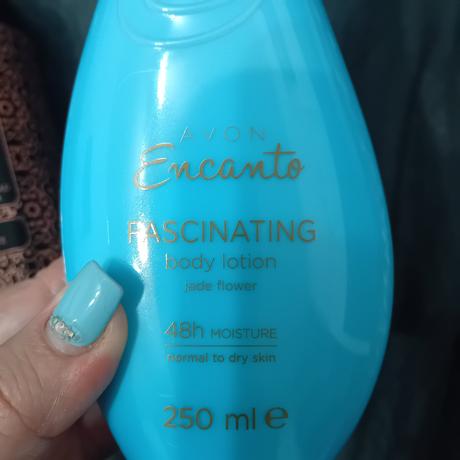 AVON
Encanto
FASCINATING
body lotion
jade flower
48h MOISTURE
normal to dry skin
250 ml e